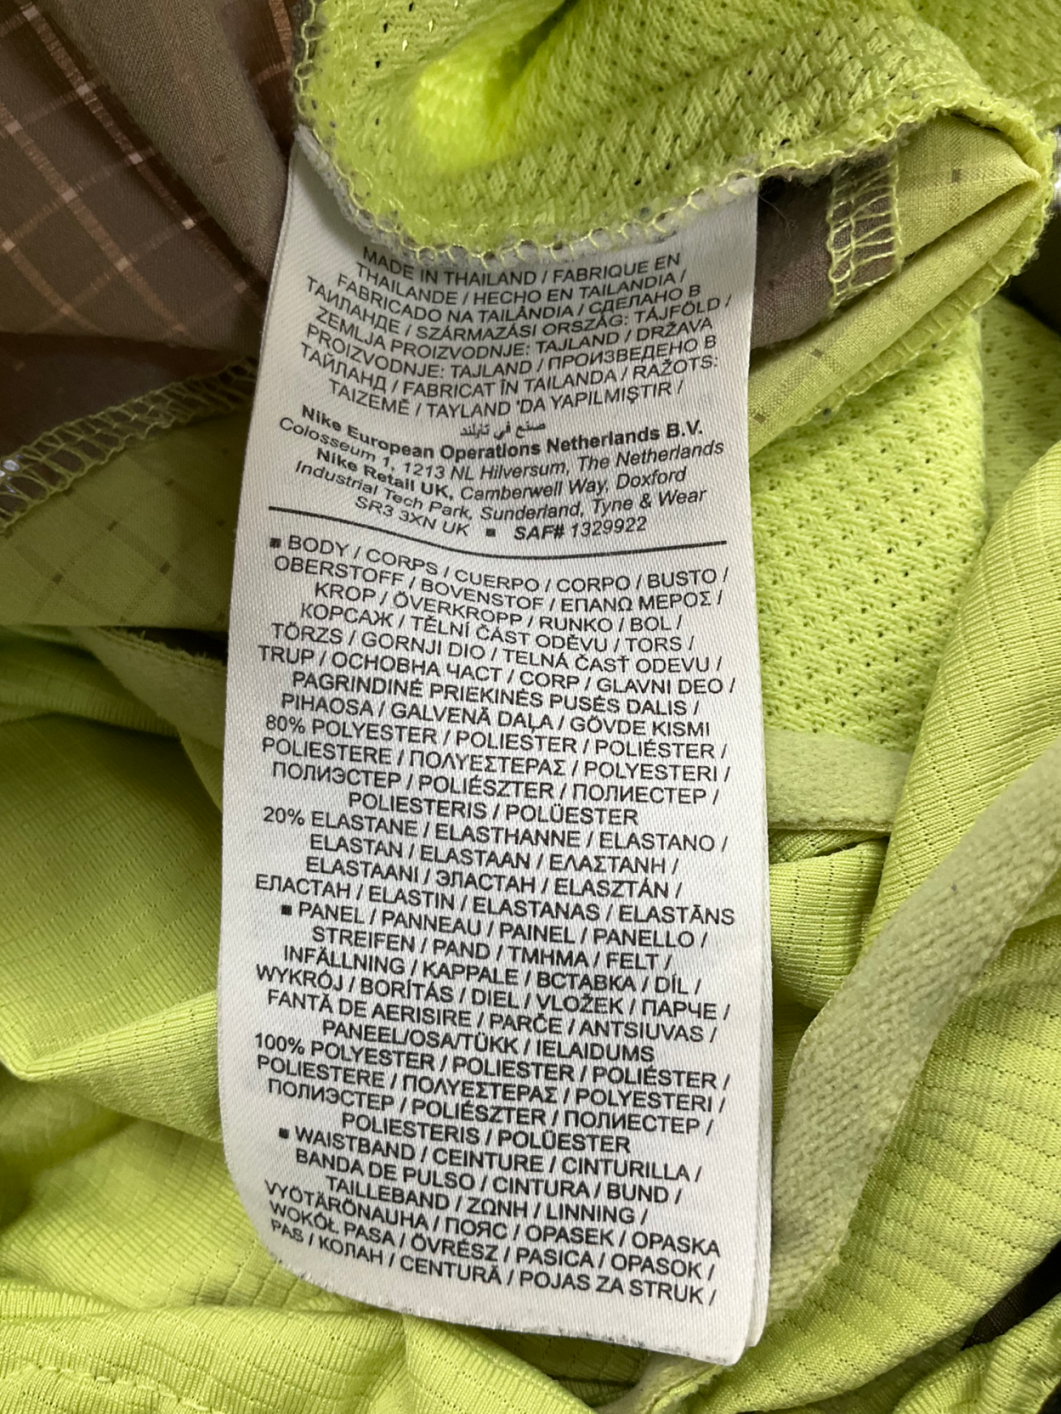 MADE IN THAILAND / FABRIQUE EN
THAILANDE / HECHO EN TAILANDIA /
FABRICADO NA TAILÂNDIA / СДЕЛАНО В
ТАИЛАНДЕ / SZÁRMAZÁSI ORSZÁG: TÁJFÖLD /
ZEMLJA PROIZVODNJE: TAJLAND / DRŽAVA
PROIZVODNJE: TAJLAND / ПРОИЗВЕДЕНО В
ТАЙЛАНД / FABRICAT ÎN TAILANDA / RAŽOTS:
TAIZEMĒ / TAYLAND 'DA YAPILMIŞTIR /
صنع في تايلند
Nike European Operations Netherlands B.V.
Colosseum 1, 1213 NL Hilversum, The Netherlands
Nike Retail UK, Camberwell Way, Doxford
Industrial Tech Park, Sunderland, Tyne & Wear
SR3 3XN UK ■ SAF# 1329922
■ BODY / CORPS / CUERPO / CORPO / BUSTO /
OBERSTOFF / BOVENSTOF / ΕΠΑΝΩ ΜΕΡΟΣ /
KROP / ÖVERKROPP / RUNKO / BOL /
КОРСАЖ / TĚLNÍ ČÁST ODĚVU / TORS /
TÖRZS / GORNJI DIO / TELNÁ ČASŤ ODEVU /
TRUP / ОСНОВНА ЧАСТ / CORP / GLAVNI DEO /
PAGRINDINĖ PRIEKINĖS PUSĖS DALIS /
PIHAOSA / GALVENĀ DAĻA / GÖVDE KISMI
80% POLYESTER / POLIESTER / POLIÉSTER /
POLIESTERE / ΠΟΛΥΕΣΤΕΡΑΣ / POLYESTERI /
ПОЛИЭСТЕР / POLIÉSZTER / ПОЛИЕСТЕР /
POLIESTERIS / POLÜESTER
20% ELASTANE / ELASTHANNE / ELASTANO /
ELASTAN / ELASTAAN / ΕΛΑΣΤΑΝΗ /
ELASTAANI / ЭЛАСТАН / ELASZTÁN /
ЕЛАСТАН / ELASTIN / ELASTANAS / ELASTĀNS
■ PANEL / PANNEAU / PAINEL / PANELLO /
STREIFEN / PAND / ΤΜΗΜΑ / FELT /
INFÄLLNING / KAPPALE / ВСТАВКА / DÍL /
WYKRÓJ / BORÍTÁS / DIEL / VLOŽEK / ПАРЧЕ /
FANTĂ DE AERISIRE / PARČE / ANTSIUVAS /
PANEEL/OSA/TÜKK / IELAIDUMS
100% POLYESTER / POLIESTER / POLIÉSTER /
POLIESTERE / ΠΟΛΥΕΣΤΕΡΑΣ / POLYESTERI /
ПОЛИЭСТЕР / POLIÉSZTER / ПОЛИЕСТЕР /
POLIESTERIS / POLÜESTER
■ WAISTBAND / CEINTURE / CINTURILLA /
BANDA DE PULSO / CINTURA / BUND /
TAILLEBAND / ΖΩΝΗ / LINNING /
VYÖTÄRÖNAUHA / ПОЯС / OPASEK / OPASKA
WOKÓŁ PASA / ÖVRÉSZ / PASICA / OPASOK /
PAS / КОЛАН / CENTURĂ / POJAS ZA STRUK /